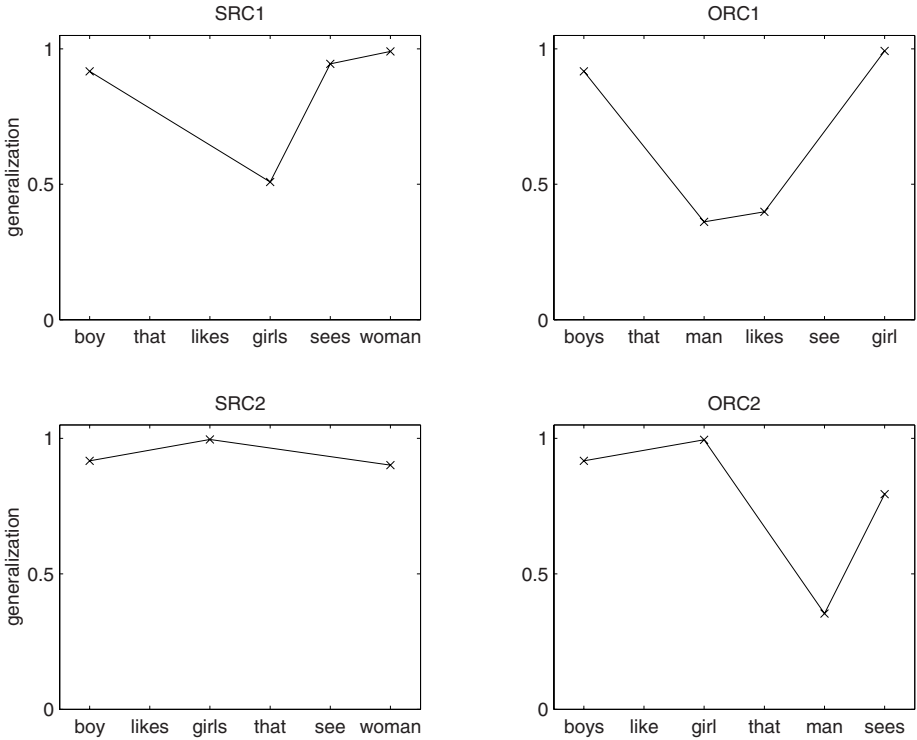 SRC1
generalization
1
0.5
0
boy that likes girls sees woman
ORC1
1
0.5
0
boys that man likes see girl
SRC2
generalization
1
0.5
0
boy likes girls that see woman
ORC2
1
0.5
0
boys like girl that man sees